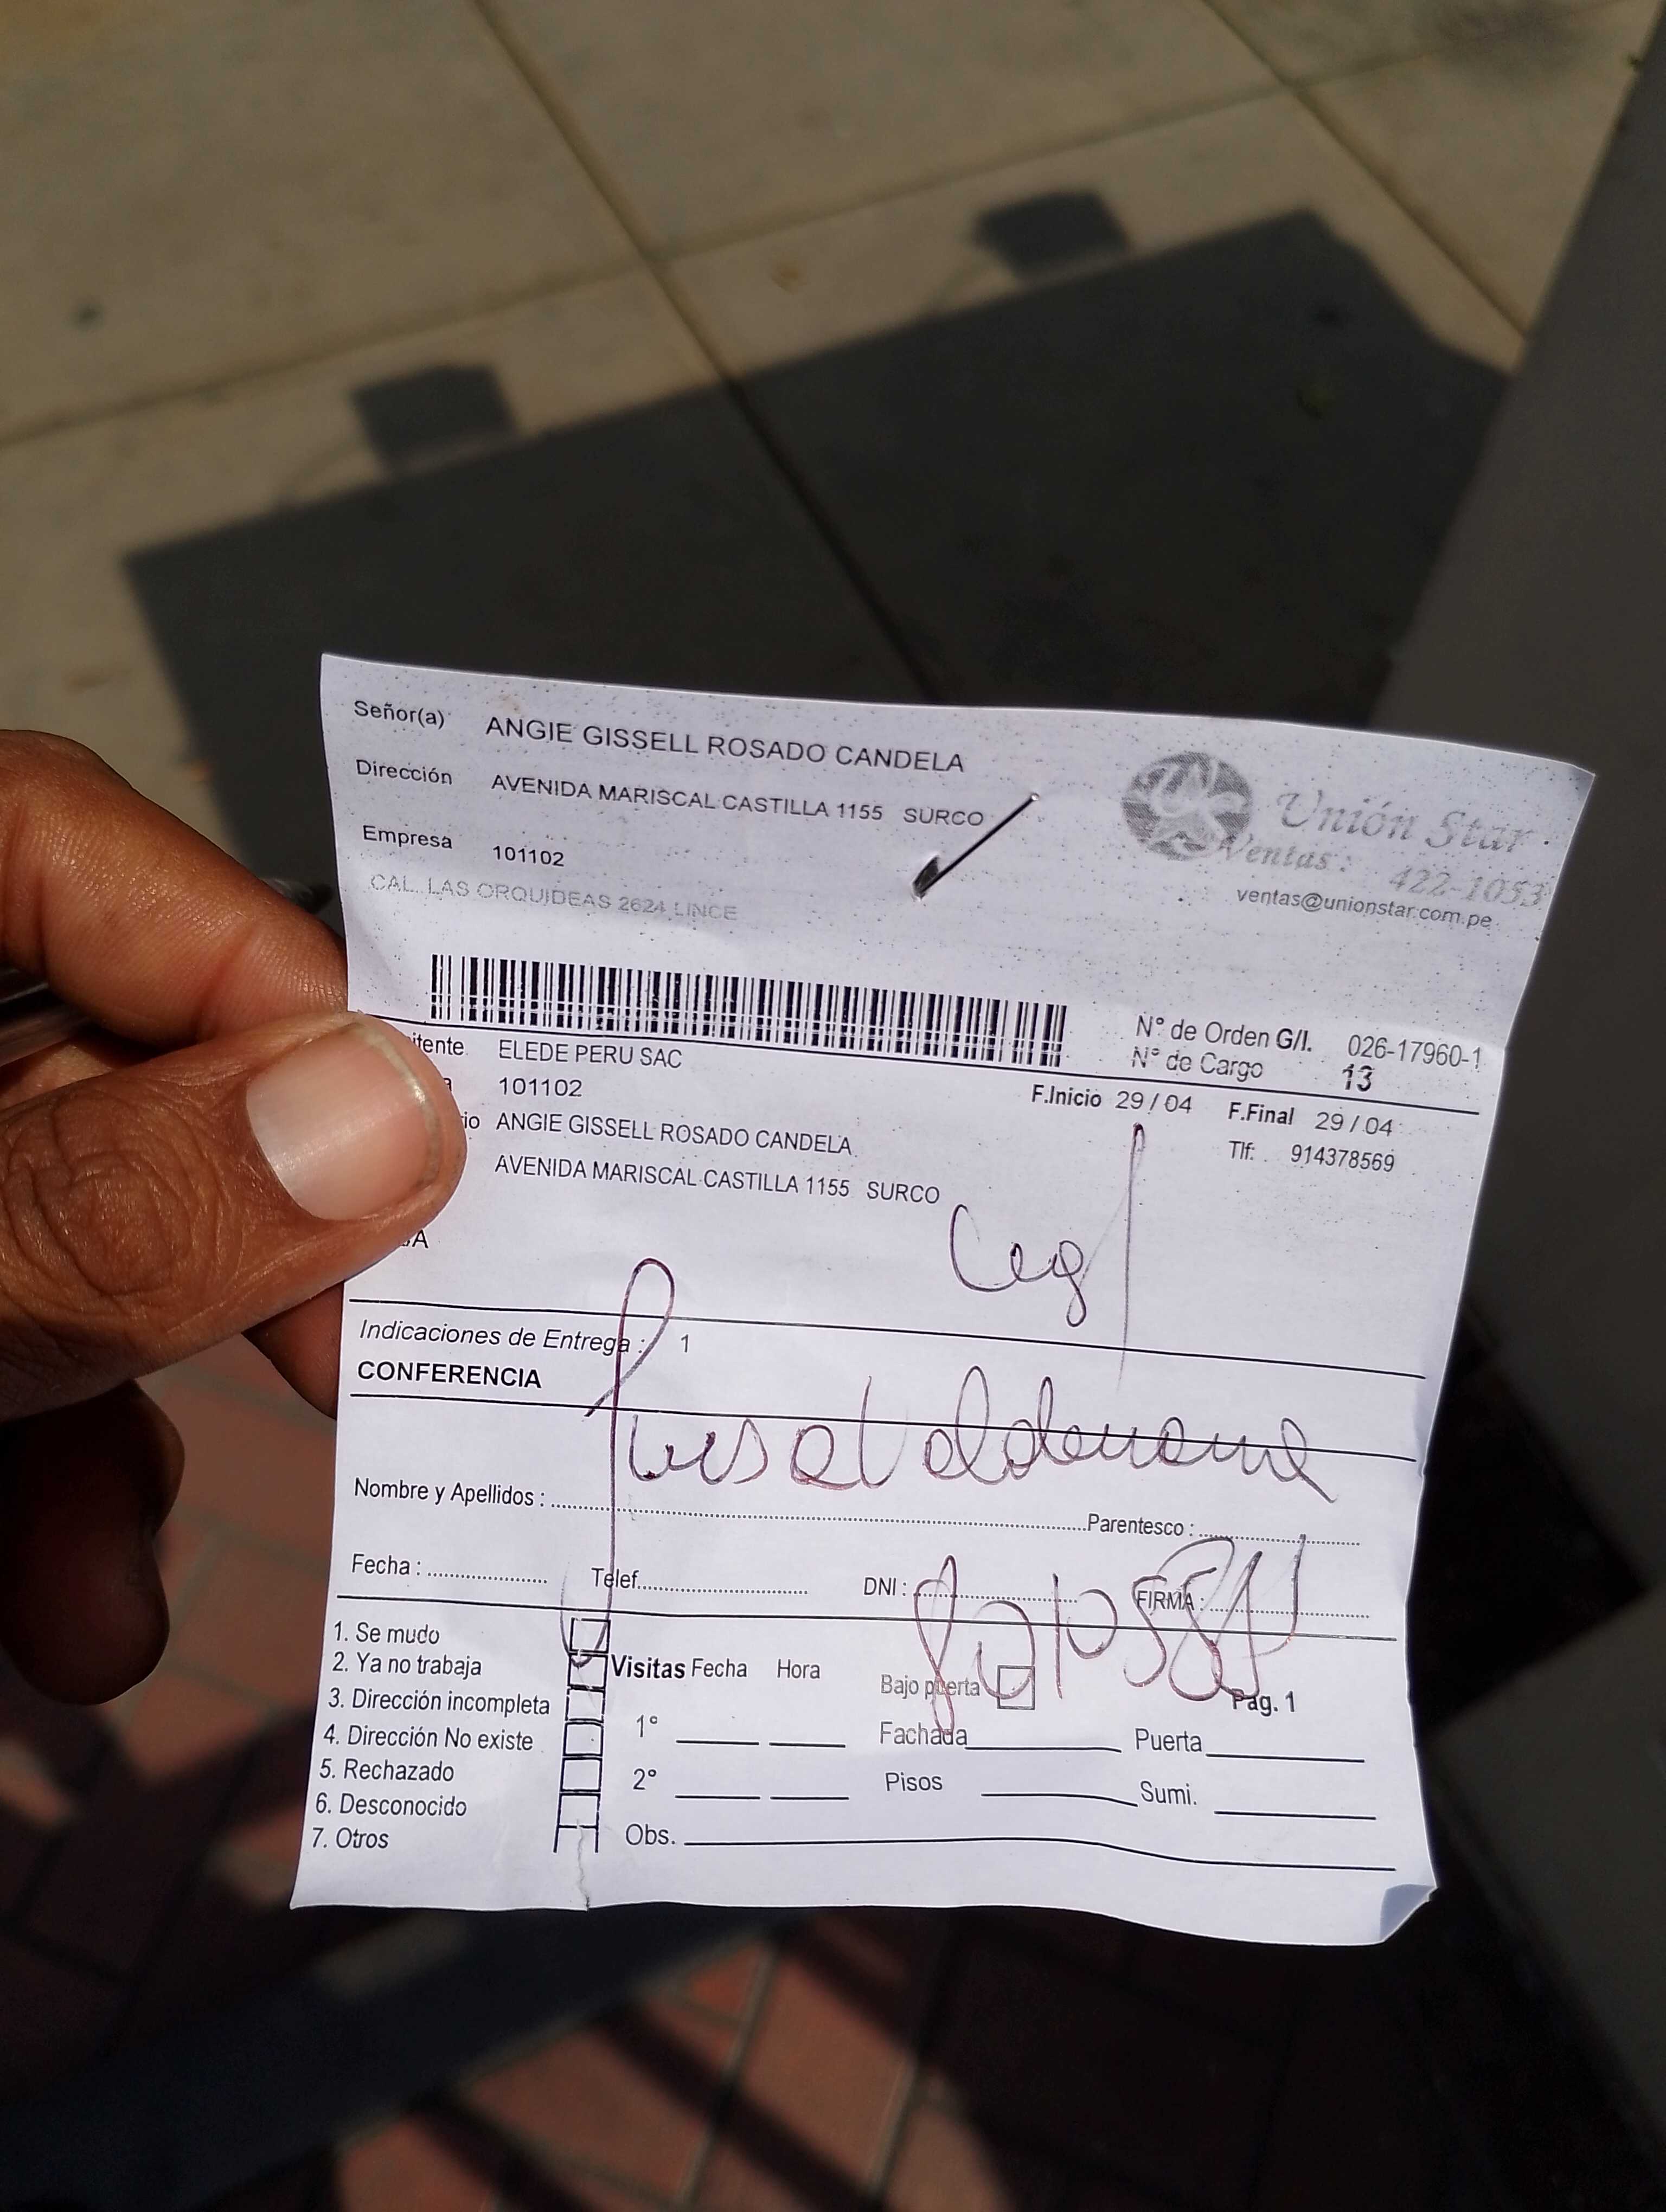 Señor(a) ANGIE GISSELL ROSADO CANDELA
Dirección AVENIDA MARISCAL CASTILLA 1155 SURCO
Empresa 101102
CAL. LAS ORQUIDEAS 2624 LINCE
Unión Star
Ventas: 422-1053
ventas@unionstar.com.pe
N° de Orden G/I. 026-17960-1
N° de Cargo 13
itente ELEDE PERU SAC
101102
F.Inicio 29 / 04 F.Final 29 / 04
io ANGIE GISSELL ROSADO CANDELA
Tlf: 914378569
AVENIDA MARISCAL CASTILLA 1155 SURCO
Indicaciones de Entrega : 1
CONFERENCIA
Nombre y Apellidos : Parentesco :
Fecha : Telef. DNI : FIRMA :
1. Se mudo
2. Ya no trabaja
3. Dirección incompleta
4. Dirección No existe
5. Rechazado
6. Desconocido
7. Otros
Visitas Fecha Hora
1°
2°
Obs.
Bajo puerta Pag. 1
Fachada Puerta
Pisos Sumi.